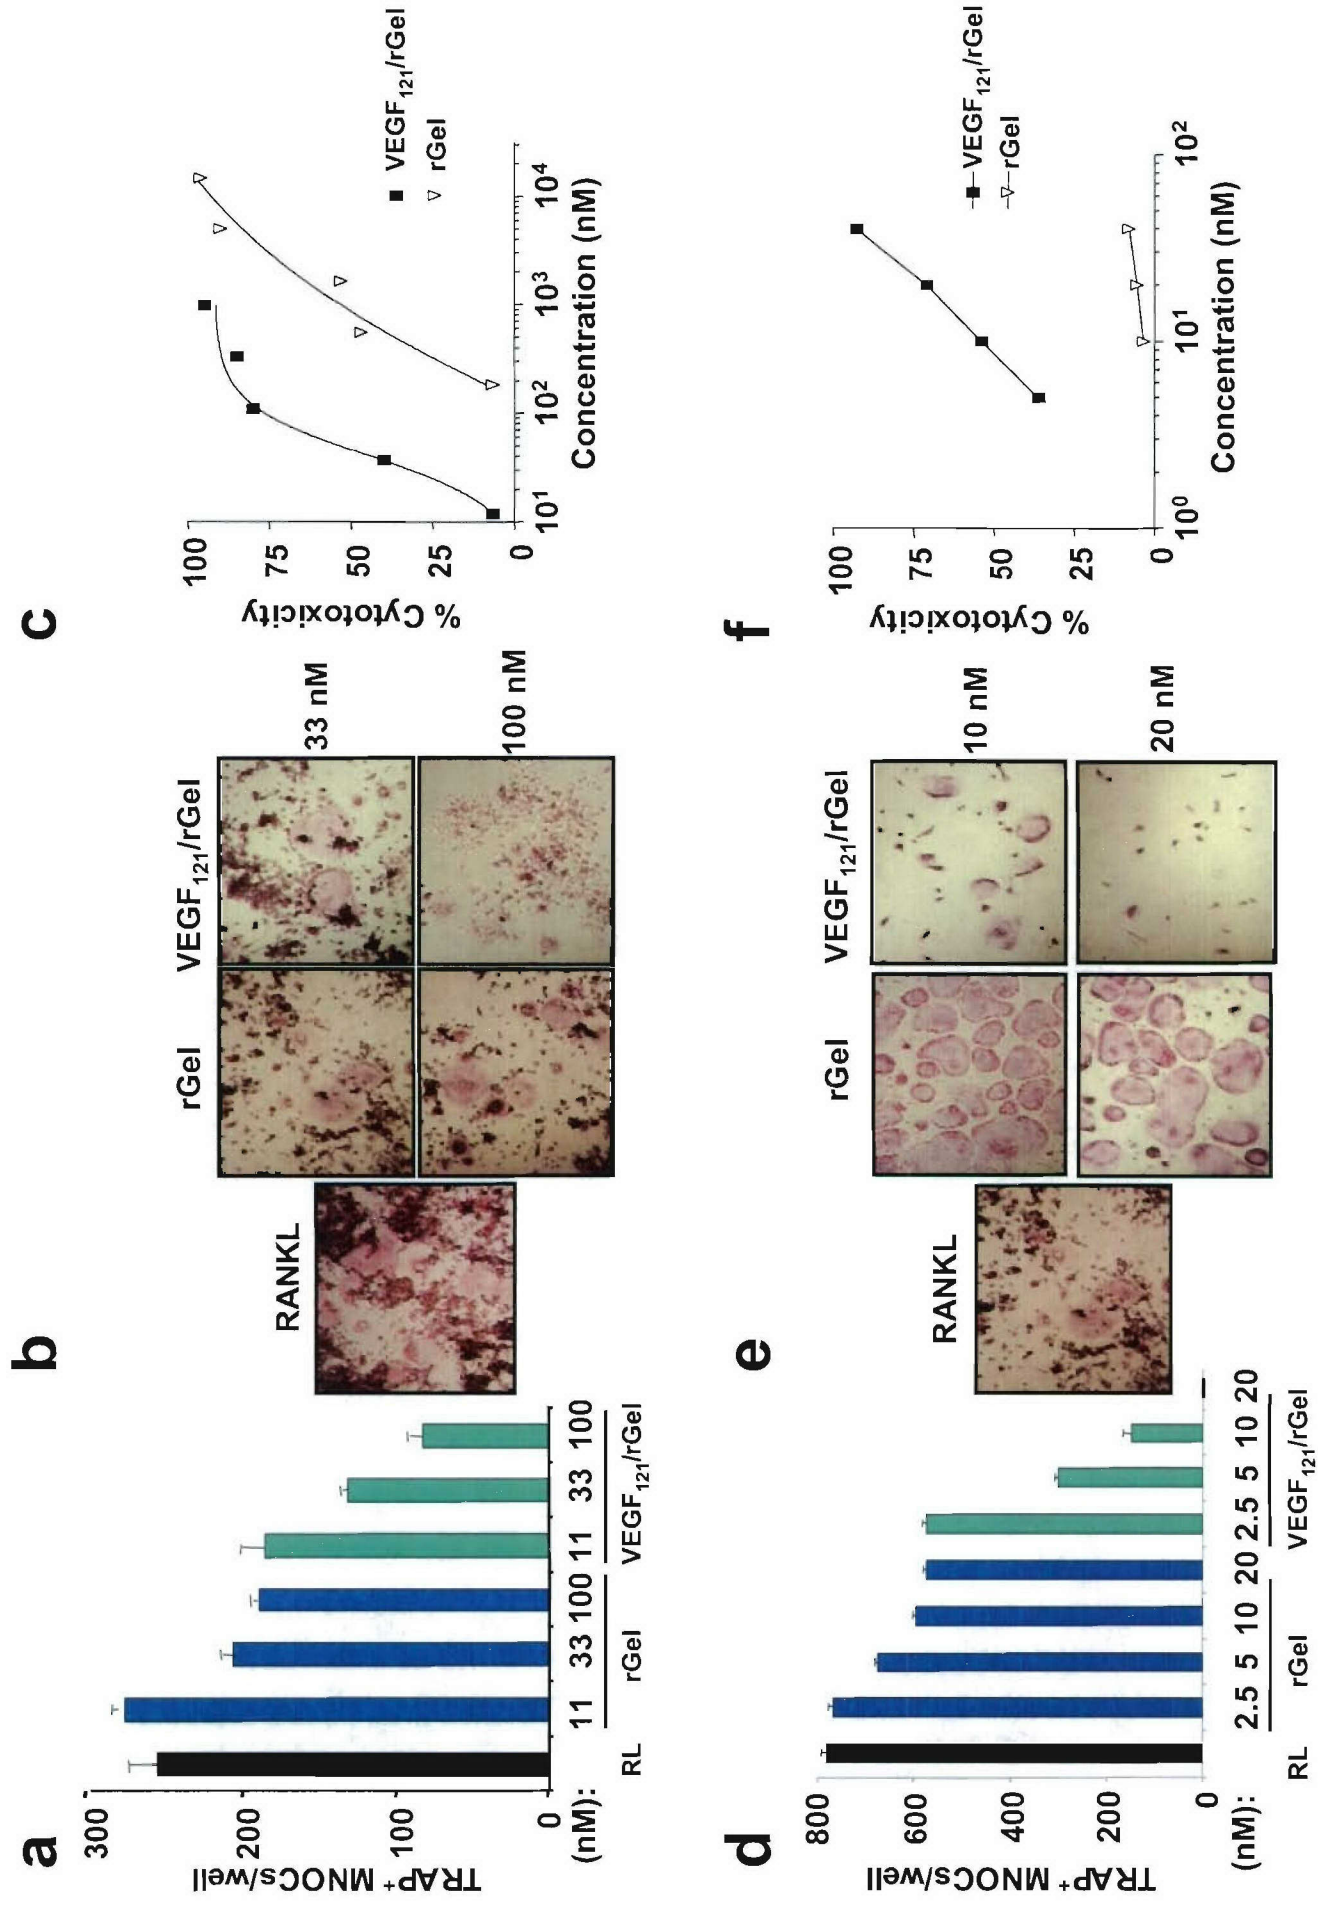 a
TRAP+ MNOCs/well
300
200
100
0
(nM):
11 33 100 11 33 100
RL rGel VEGF121/rGel
b
RANKL
rGel
VEGF121/rGel
33 nM
100 nM
c
% Cytotoxicity
100
75
50
25
0
10^1 10^2 10^3 10^4
Concentration (nM)
VEGF121/rGel
rGel
d
TRAP+ MNOCs/well
800
600
400
200
0
(nM):
2.5 5 10 20 2.5 5 10 20
RL rGel VEGF121/rGel
e
RANKL
rGel
VEGF121/rGel
10 nM
20 nM
f
% Cytotoxicity
100
75
50
25
0
10^0 10^1 10^2
Concentration (nM)
VEGF121/rGel
rGel